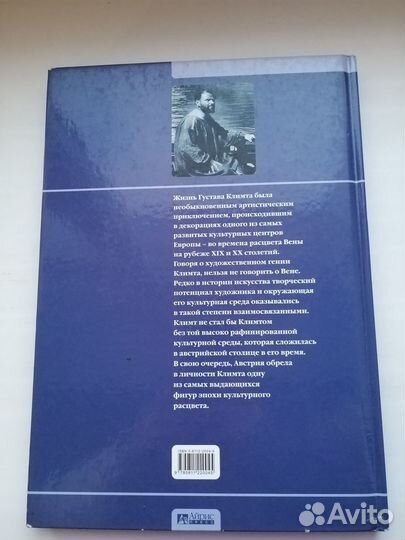 Жизнь Густава Климта была
необыкновенным артистическим
приключением, происходившим
в декорациях одного из самых
развитых культурных центров
Европы – во времена расцвета Вены
на рубеже XIX и XX столетий.
Говоря о художественном гении
Климта, нельзя не говорить о Вене.
Редко в истории искусства творческий
потенциал художника и окружающая
его культурная среда оказывались
в такой степени взаимосвязанными.
Климт не стал бы Климтом
без той высоко рафинированной
культурной среды, которая сложилась
в австрийской столице в его время.
В свою очередь, Австрия обрела
в личности Климта одну
из самых выдающихся
фигур эпохи культурного
расцвета.
ISBN
Айрис
ПРЕСС
Avito